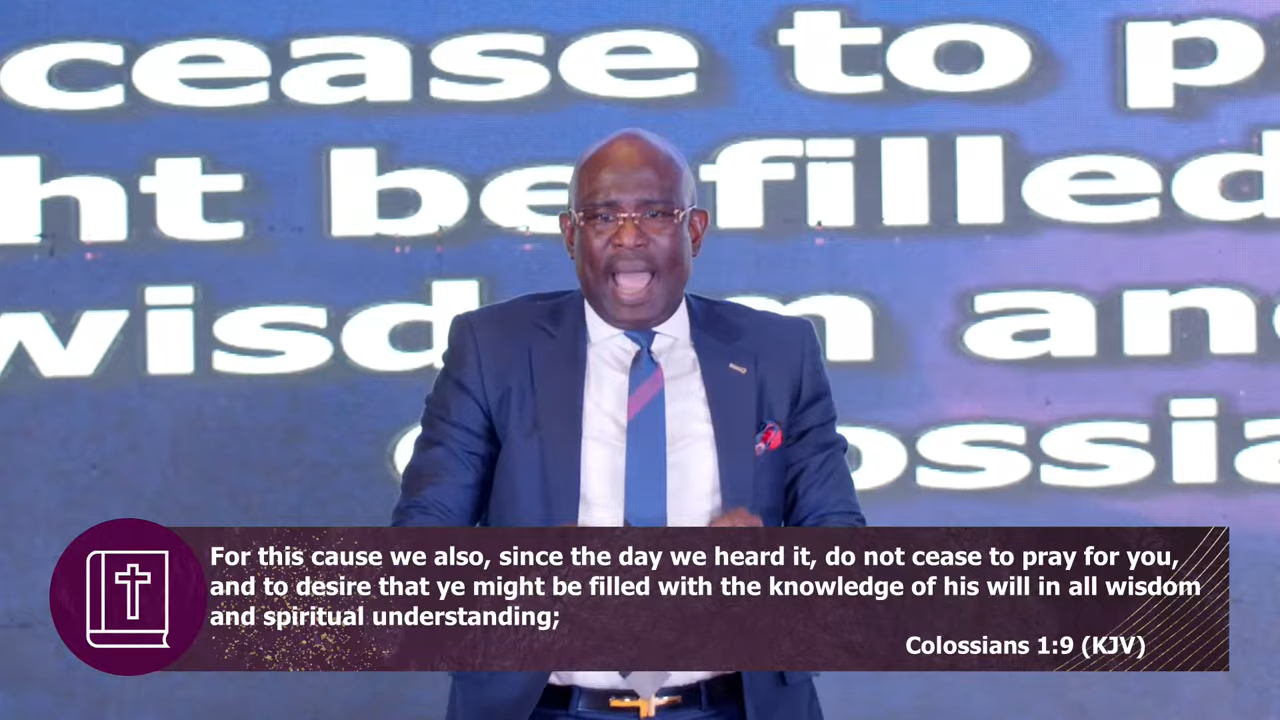 cease to p
ht be filled
wisdom an
ossia
For this cause we also, since the day we heard it, do not cease to pray for you,
and to desire that ye might be filled with the knowledge of his will in all wisdom
and spiritual understanding;
Colossians 1:9 (KJV)